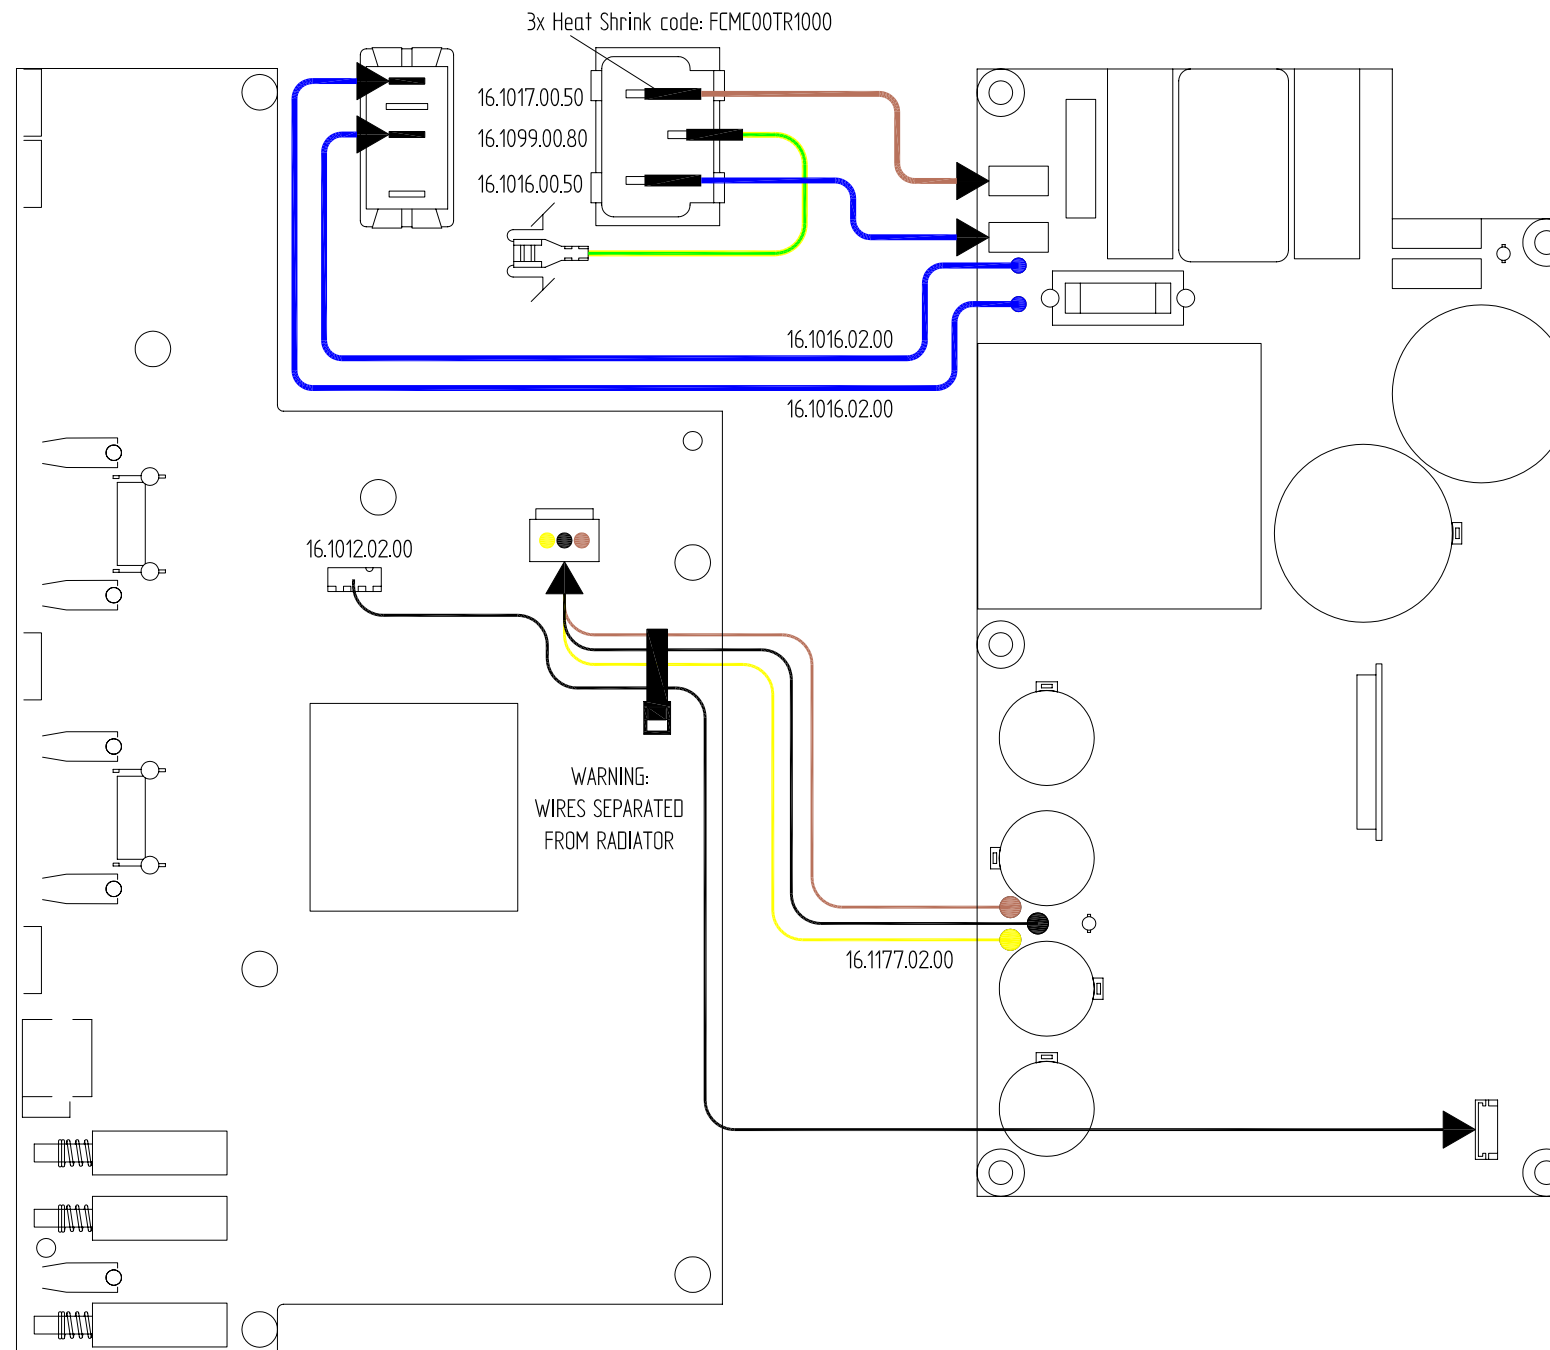 3x Heat Shrink code: FCMC00TR1000
16.1017.00.50
16.1099.00.80
16.1016.00.50
16.1016.02.00
16.1016.02.00
16.1012.02.00
WARNING:
WIRES SEPARATED
FROM RADIATOR
16.1177.02.00